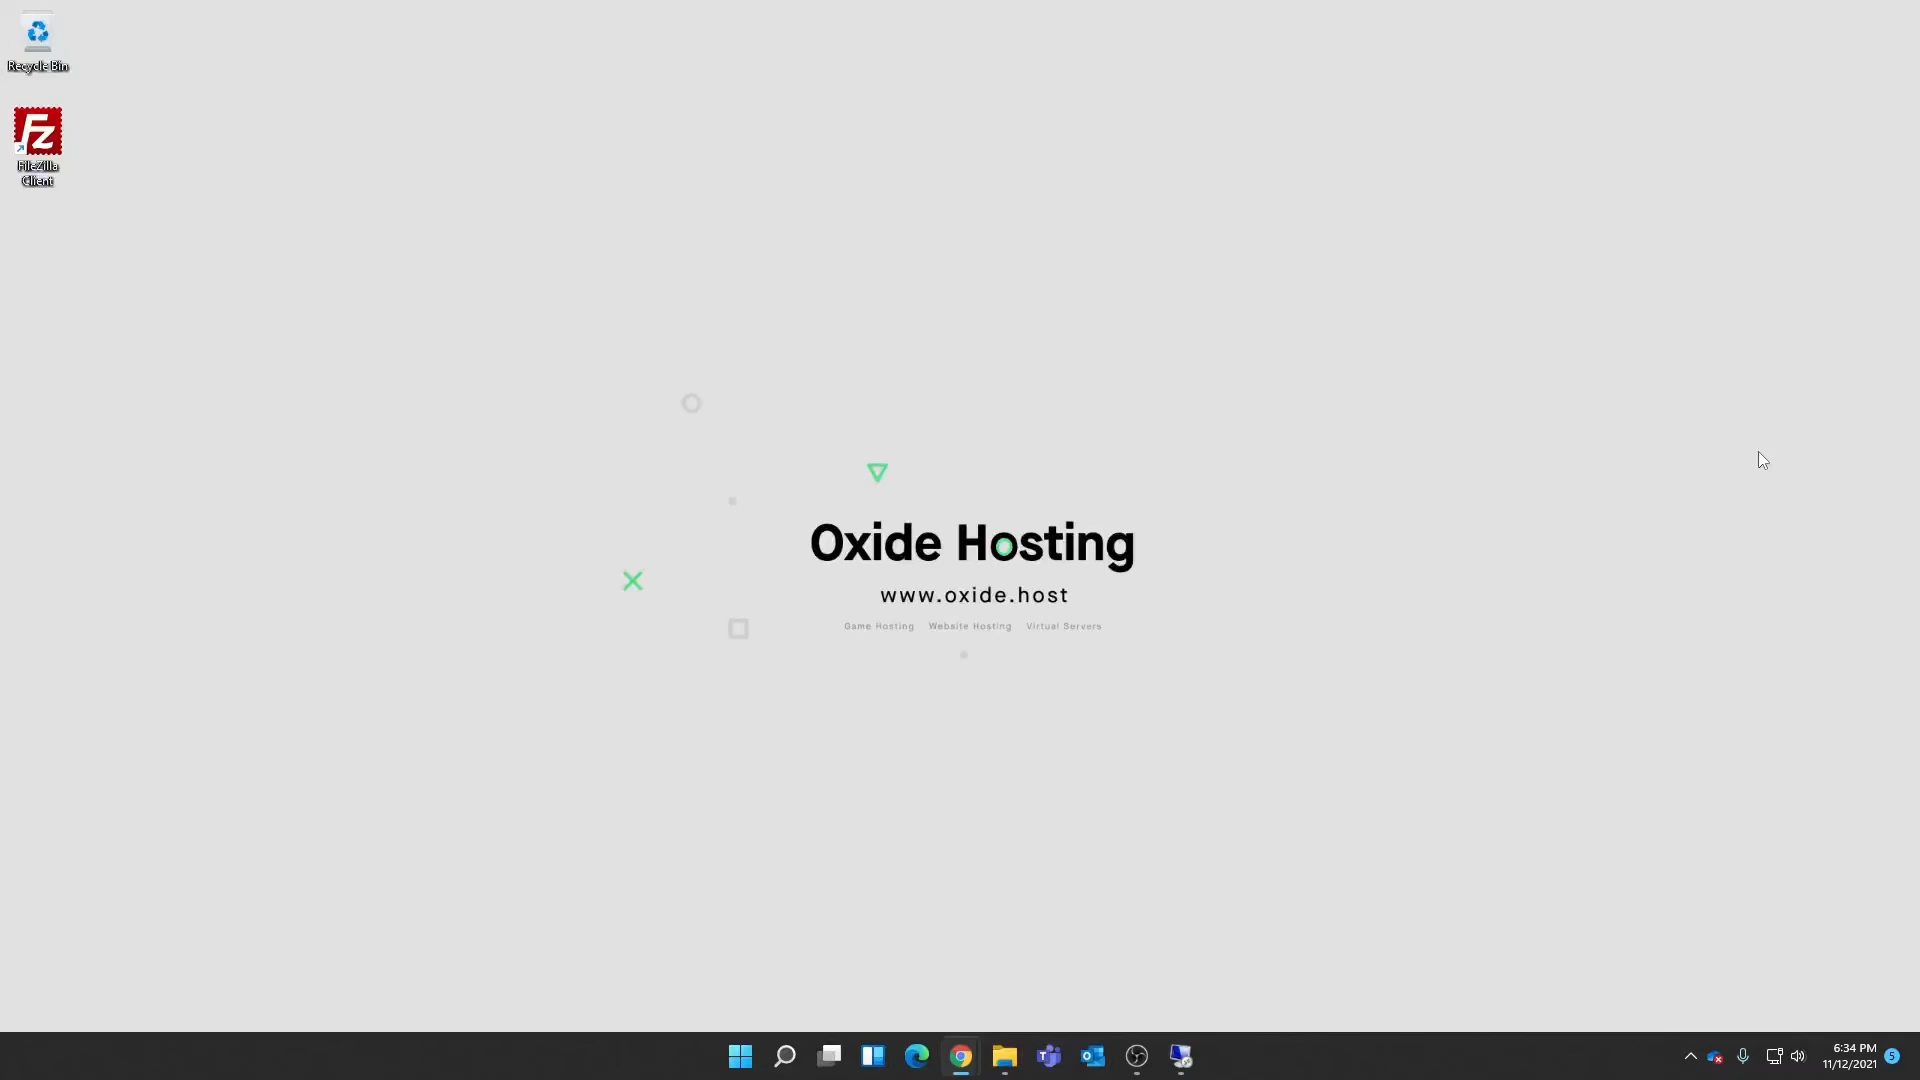 Recycle Bin
FileZilla
Client
Oxide Hosting
www.oxide.host
Game Hosting Website Hosting Virtual Servers
6:34 PM
11/12/2021
5